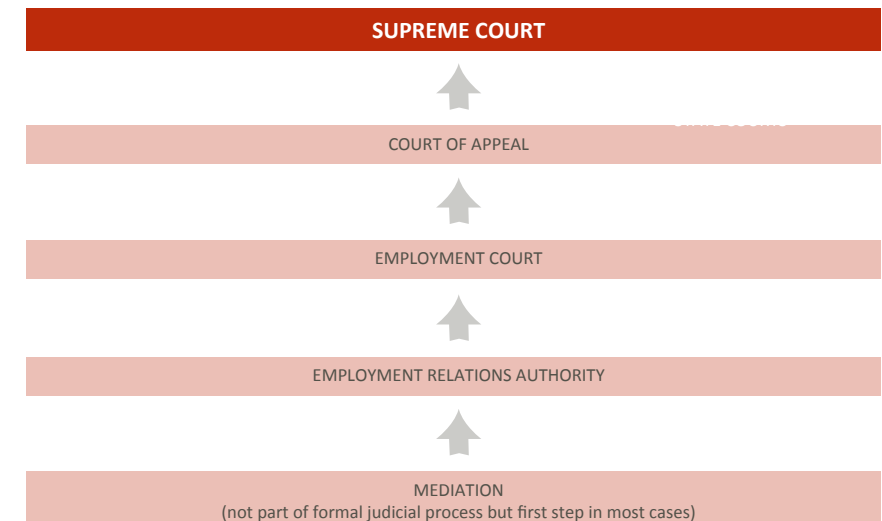 SUPREME COURT
COURT OF APPEAL
EMPLOYMENT COURT
EMPLOYMENT RELATIONS AUTHORITY
MEDIATION
(not part of formal judicial process but first step in most cases)